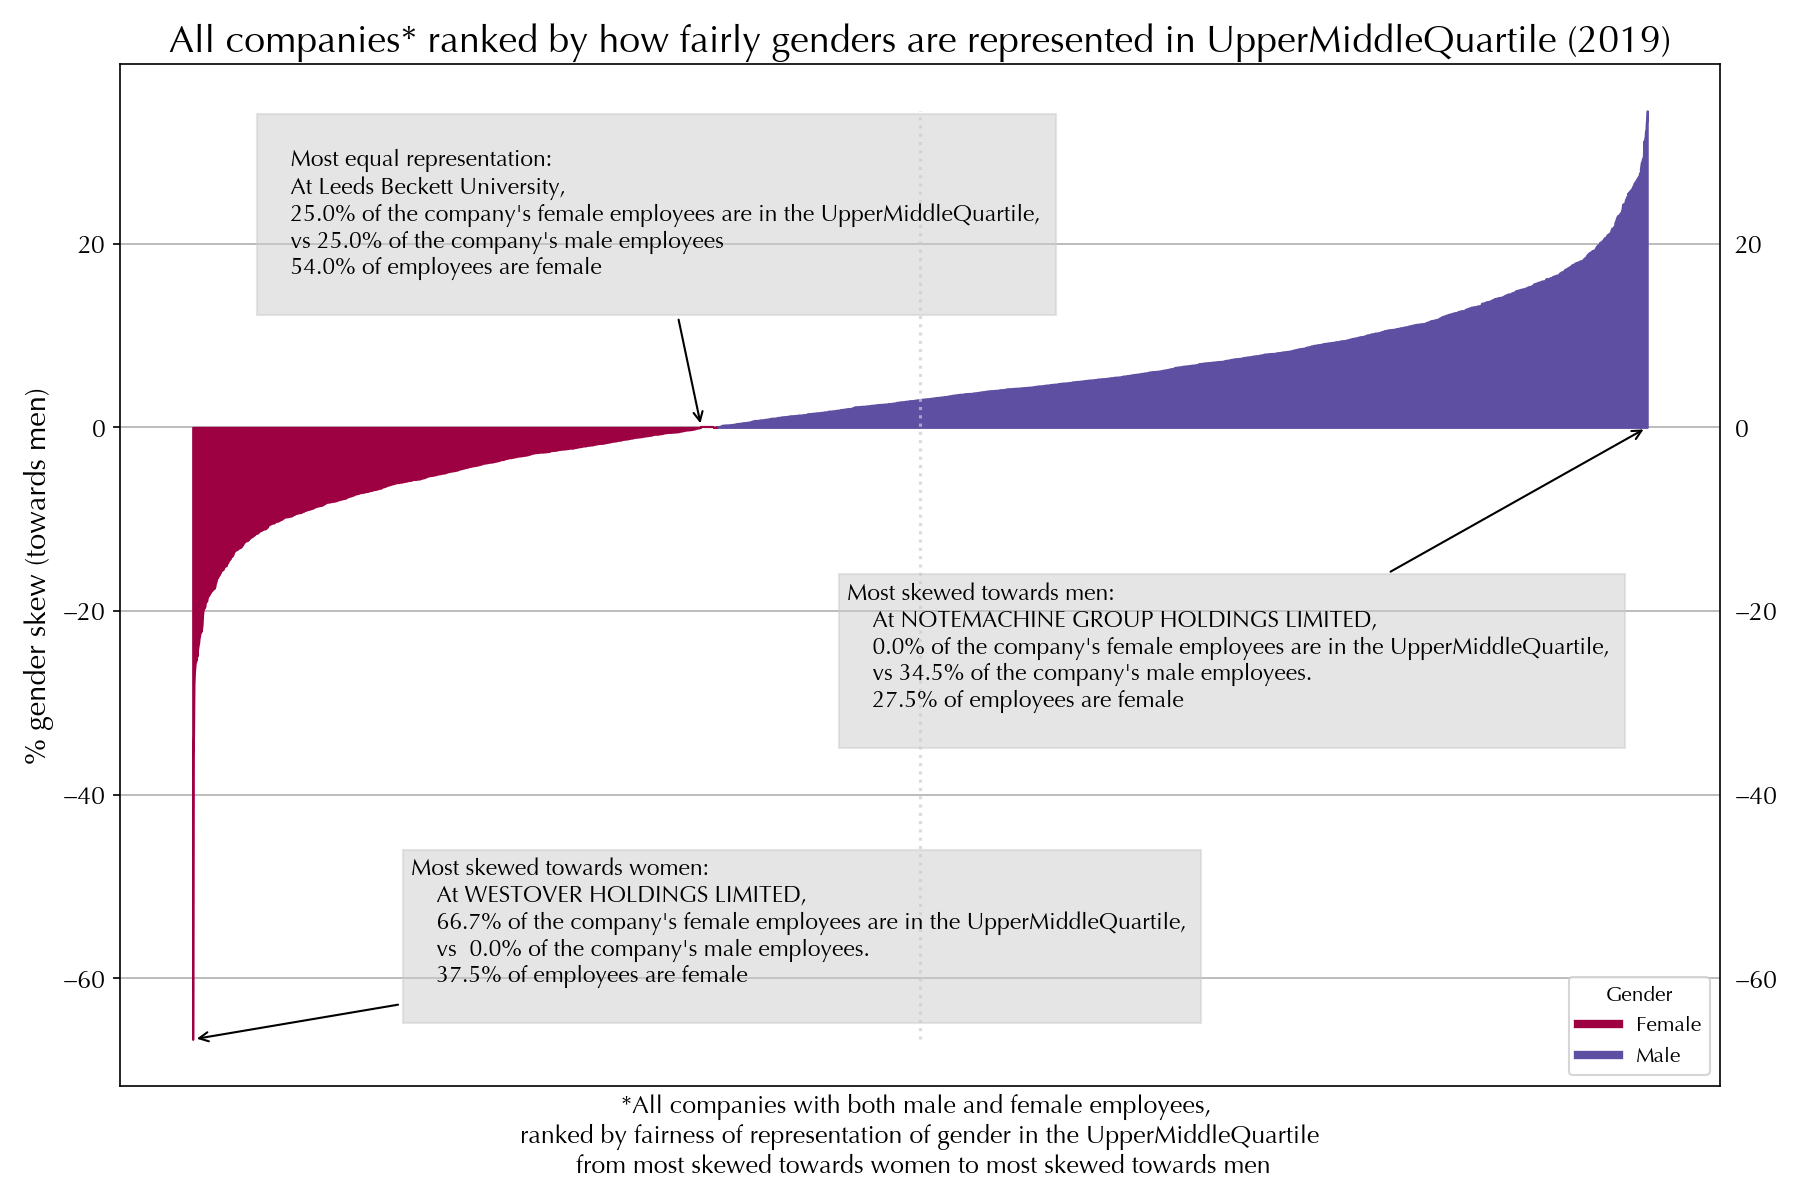 All companies* ranked by how fairly genders are represented in UpperMiddleQuartile (2019)
Most equal representation:
At Leeds Beckett University,
25.0% of the company's female employees are in the UpperMiddleQuartile,
vs 25.0% of the company's male employees
54.0% of employees are female
20
20
0
0
% gender skew (towards men)
Most skewed towards men:
At NOTEMACHINE GROUP HOLDINGS LIMITED,
0.0% of the company's female employees are in the UpperMiddleQuartile,
vs 34.5% of the company's male employees.
27.5% of employees are female
−20
−20
−40
−40
Most skewed towards women:
At WESTOVER HOLDINGS LIMITED,
66.7% of the company's female employees are in the UpperMiddleQuartile,
vs  0.0% of the company's male employees.
37.5% of employees are female
−60
−60
Gender
Female
Male
*All companies with both male and female employees,
ranked by fairness of representation of gender in the UpperMiddleQuartile
from most skewed towards women to most skewed towards men